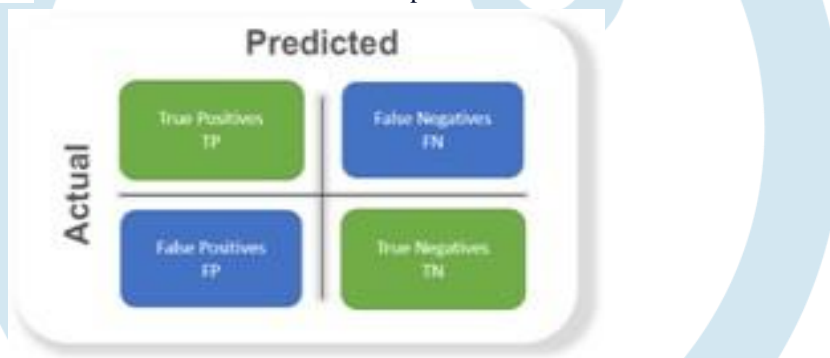 Predicted
Actual
True Positives
TP
False Negatives
FN
False Positives
FP
True Negatives
TN